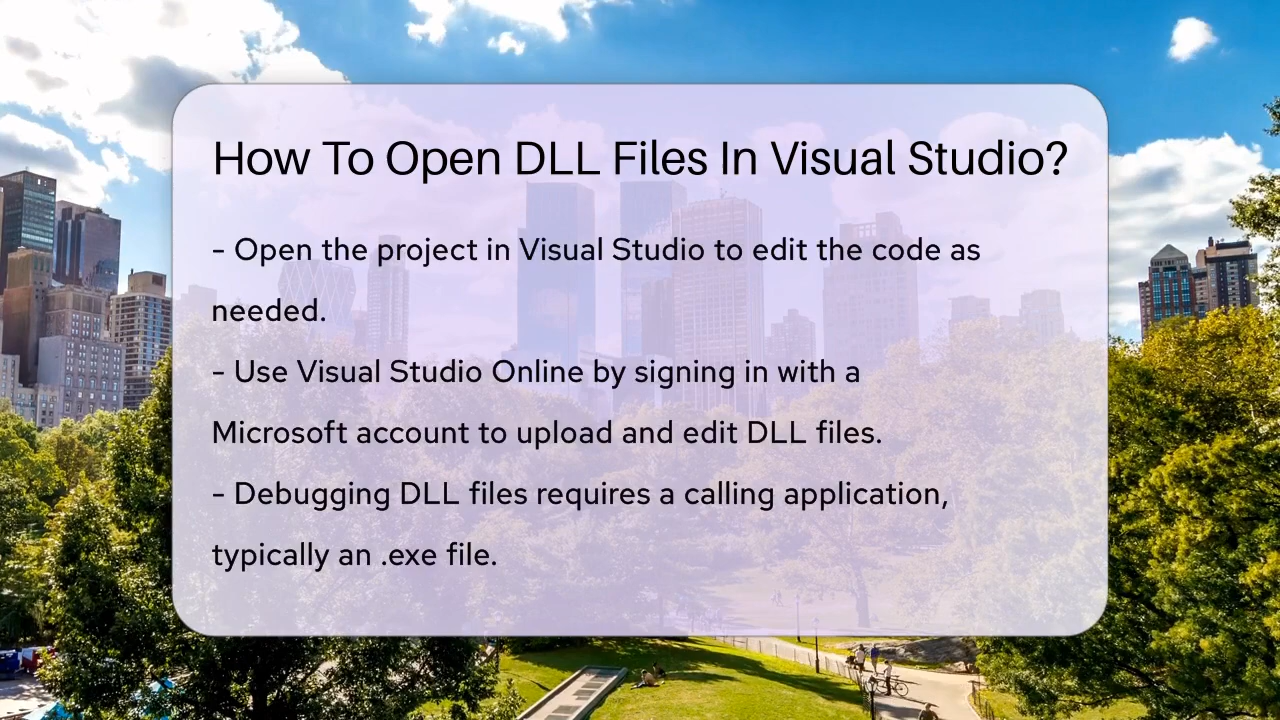 How To Open DLL Files In Visual Studio?
– Open the project in Visual Studio to edit the code as
needed.
– Use Visual Studio Online by signing in with a
Microsoft account to upload and edit DLL files.
– Debugging DLL files requires a calling application,
typically an .exe file.